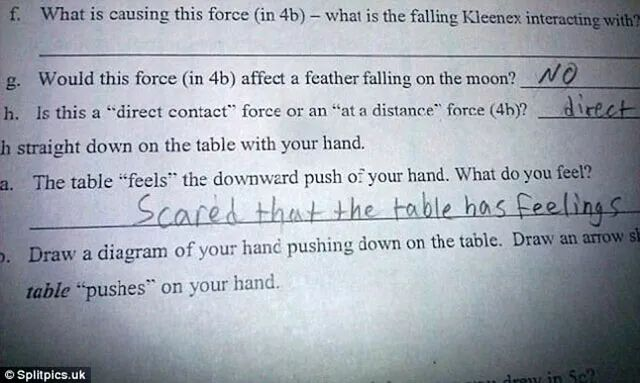 f. What is causing this force (in 4b) – what is the falling Kleenex interacting with?
g. Would this force (in 4b) affect a feather falling on the moon? NO
h. Is this a “direct contact” force or an “at a distance” force (4b)? direct
h straight down on the table with your hand.
a. The table “feels” the downward push of your hand. What do you feel?
Scared that the table has feelings
. Draw a diagram of your hand pushing down on the table. Draw an arrow
table “pushes” on your hand.
draw in 5c?
© Splitpics.uk